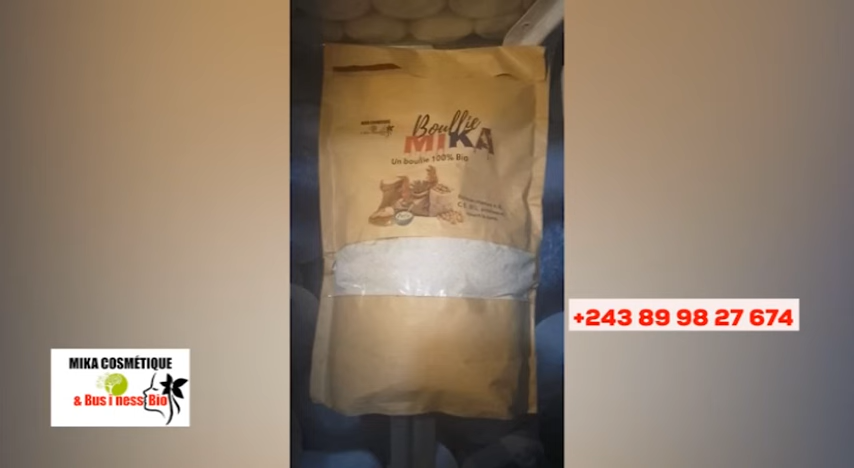 Bouillie
MIKA
Un bouillie 100% Bio
+243 89 98 27 674
MIKA COSMÉTIQUE
& Bus i ness Bio